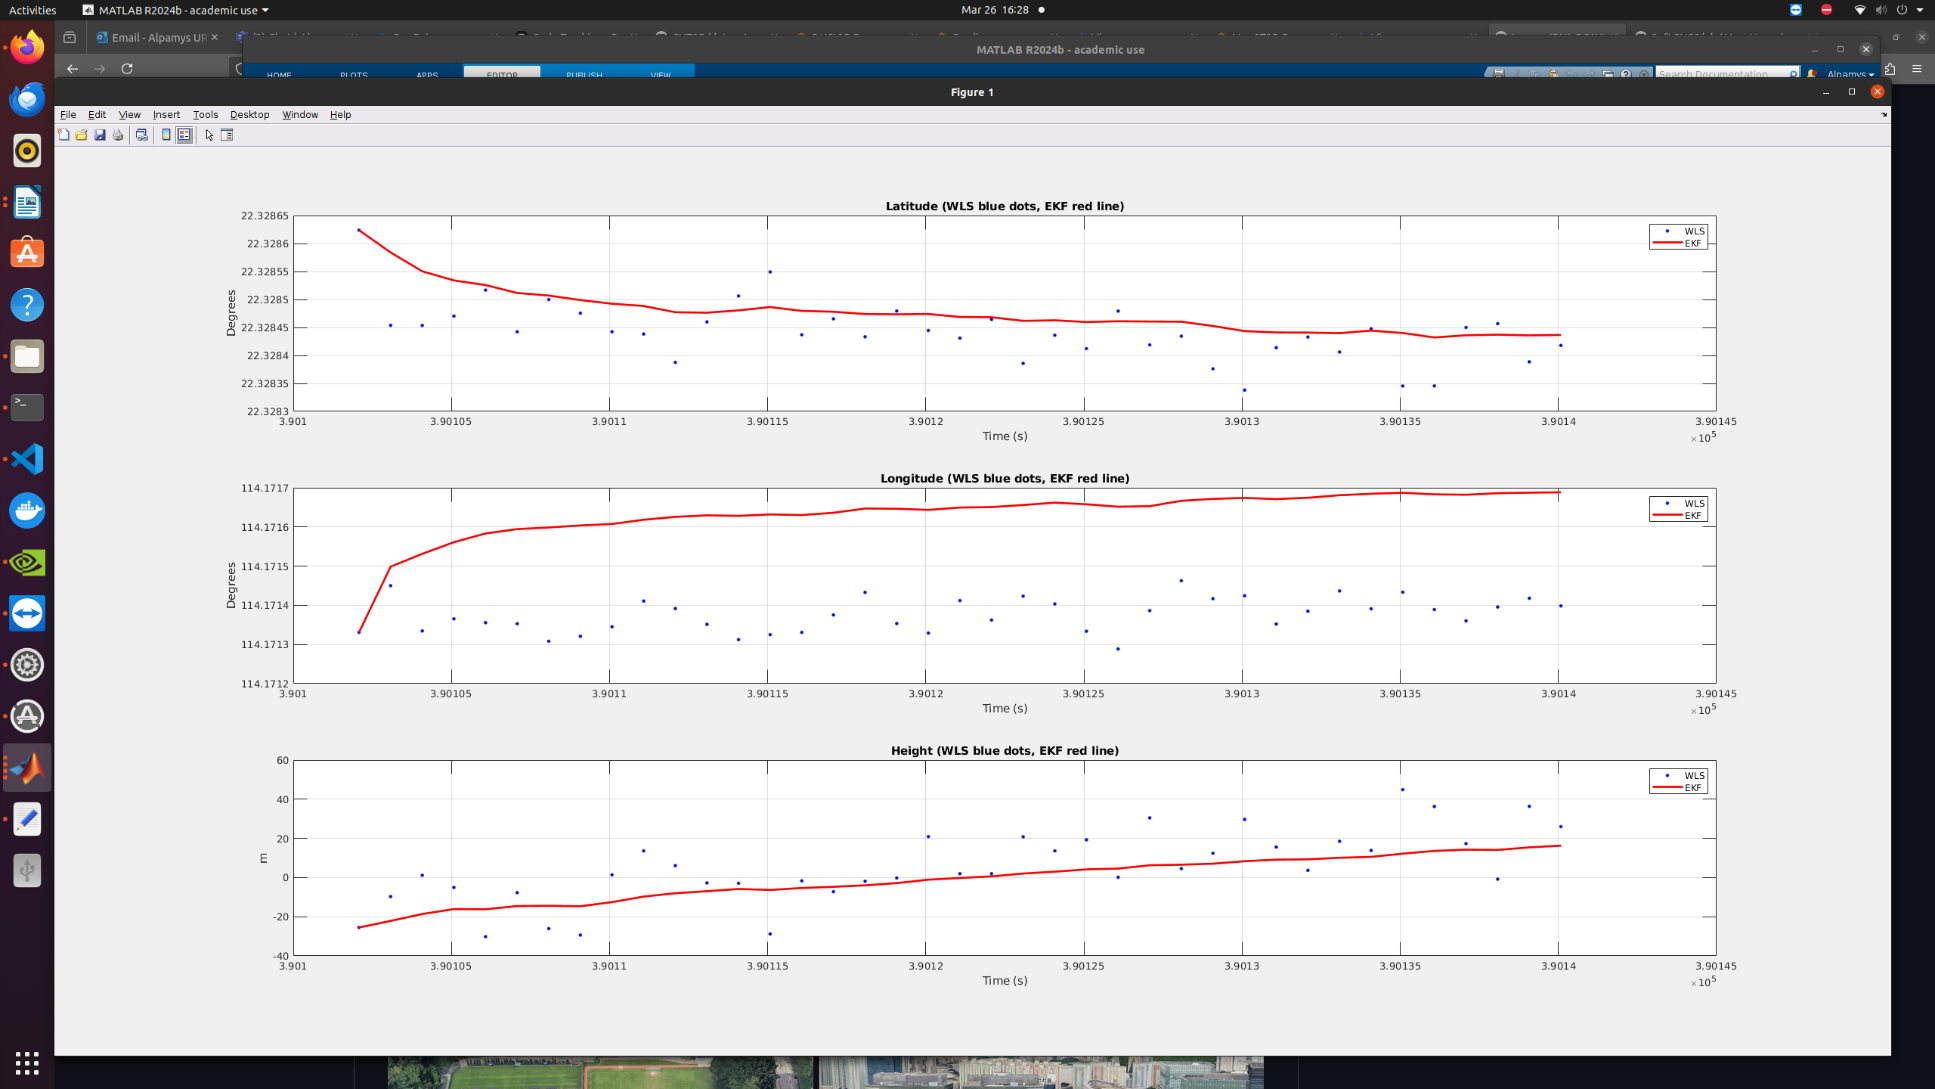 Activities
MATLAB R2024b - academic use
Mar 26 16:28
Email - Alpamys UR
MATLAB R2024b - academic use
HOME PLOTS APPS EDITOR PUBLISH VIEW
Search Documentation
Alpamys
Figure 1
File Edit View Insert Tools Desktop Window Help
Latitude (WLS blue dots, EKF red line)
WLS
EKF
Degrees
22.32865
22.3286
22.32855
22.3285
22.32845
22.3284
22.32835
22.3283
3.901 3.90105 3.9011 3.90115 3.9012 3.90125 3.9013 3.90135 3.9014 3.90145
Time (s)
×10^5
Longitude (WLS blue dots, EKF red line)
WLS
EKF
Degrees
114.1717
114.1716
114.1715
114.1714
114.1713
114.1712
3.901 3.90105 3.9011 3.90115 3.9012 3.90125 3.9013 3.90135 3.9014 3.90145
Time (s)
×10^5
Height (WLS blue dots, EKF red line)
WLS
EKF
m
60
40
20
0
-20
-40
3.901 3.90105 3.9011 3.90115 3.9012 3.90125 3.9013 3.90135 3.9014 3.90145
Time (s)
×10^5